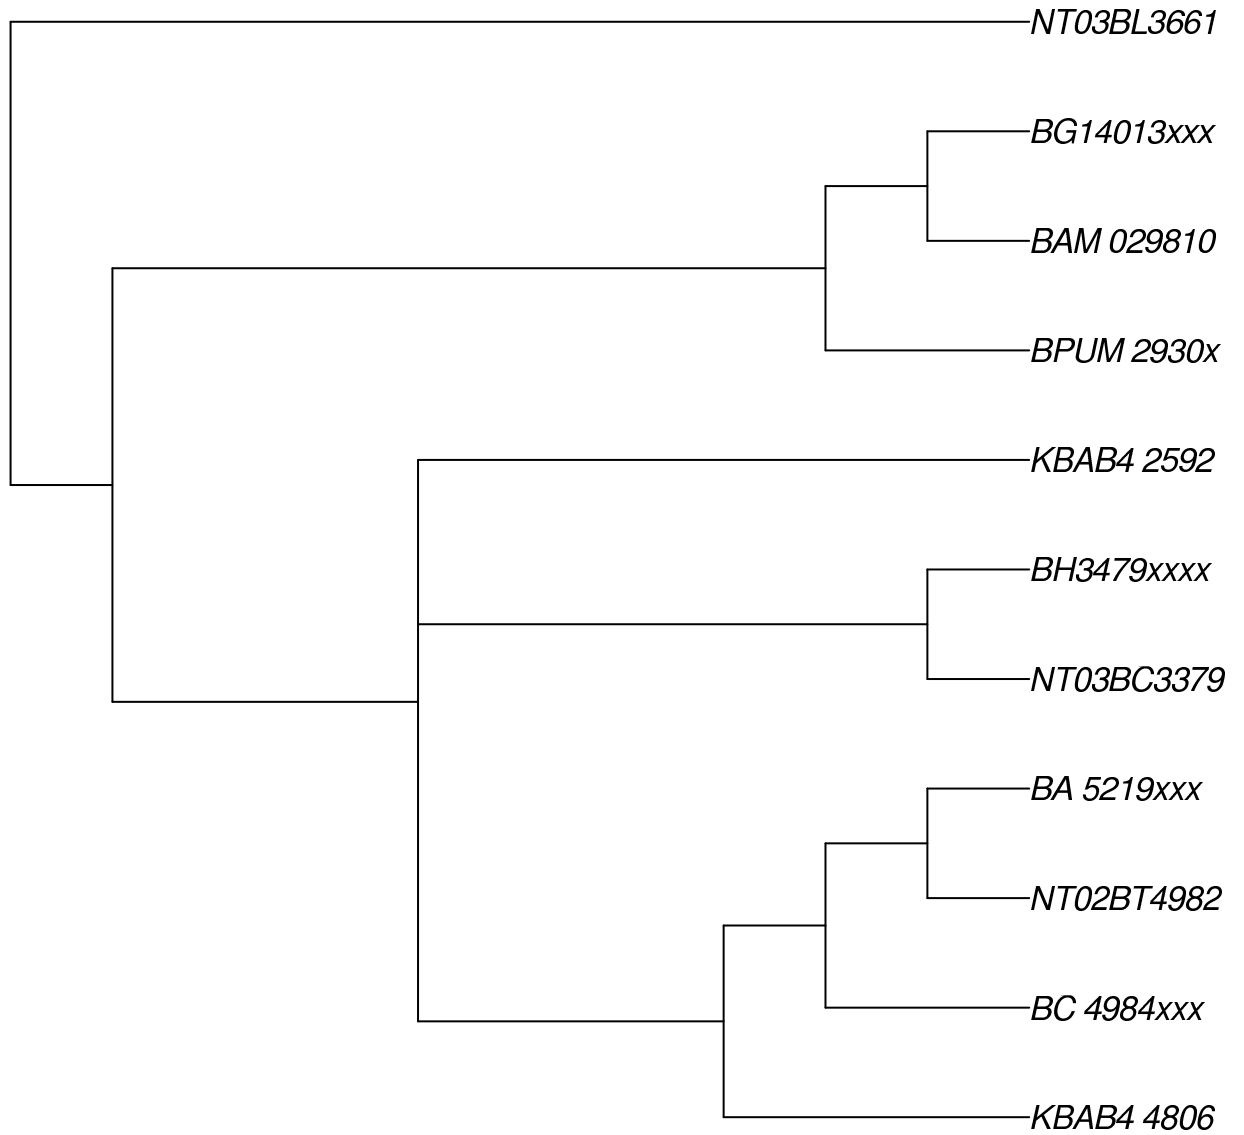 NT03BL3661
BG14013xxx
BAM 029810
BPUM 2930x
KBAB4 2592
BH3479xxxx
NT03BC3379
BA 5219xxx
NT02BT4982
BC 4984xxx
KBAB4 4806